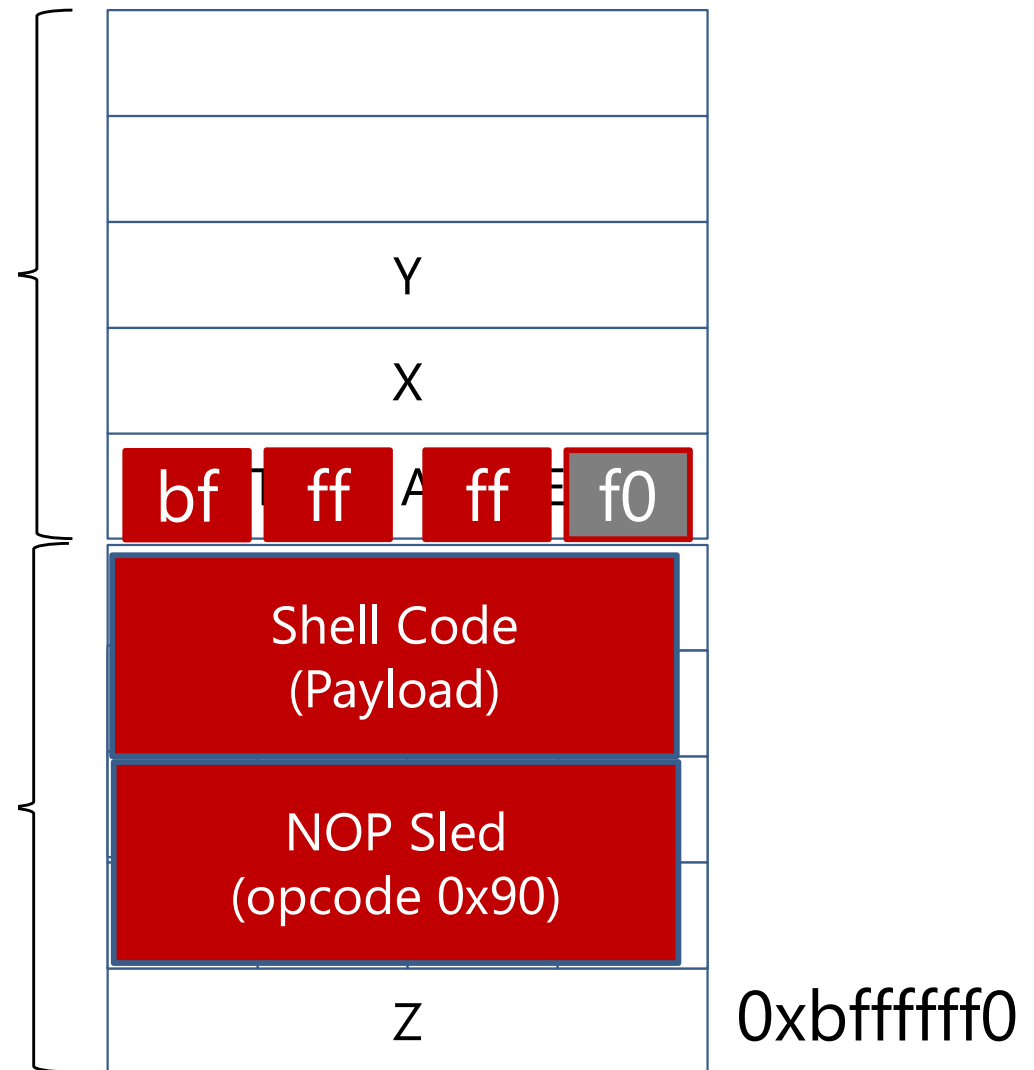 Y
X
bf ff ff f0
Shell Code
(Payload)
NOP Sled
(opcode 0x90)
Z 0xbffffff0